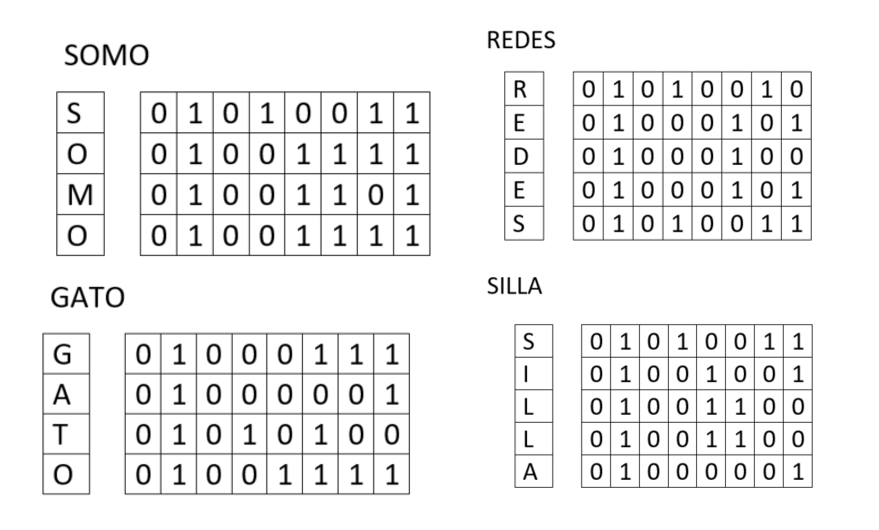 SOMO
S 0 1 0 1 0 0 1 1
O 0 1 0 0 1 1 1 1
M 0 1 0 0 1 1 0 1
O 0 1 0 0 1 1 1 1
GATO
G 0 1 0 0 0 1 1 1
A 0 1 0 0 0 0 0 1
T 0 1 0 1 0 1 0 0
O 0 1 0 0 1 1 1 1
REDES
R 0 1 0 1 0 0 1 0
E 0 1 0 0 0 1 0 1
D 0 1 0 0 0 1 0 0
E 0 1 0 0 0 1 0 1
S 0 1 0 1 0 0 1 1
SILLA
S 0 1 0 1 0 0 1 1
I 0 1 0 0 1 0 0 1
L 0 1 0 0 1 1 0 0
L 0 1 0 0 1 1 0 0
A 0 1 0 0 0 0 0 1